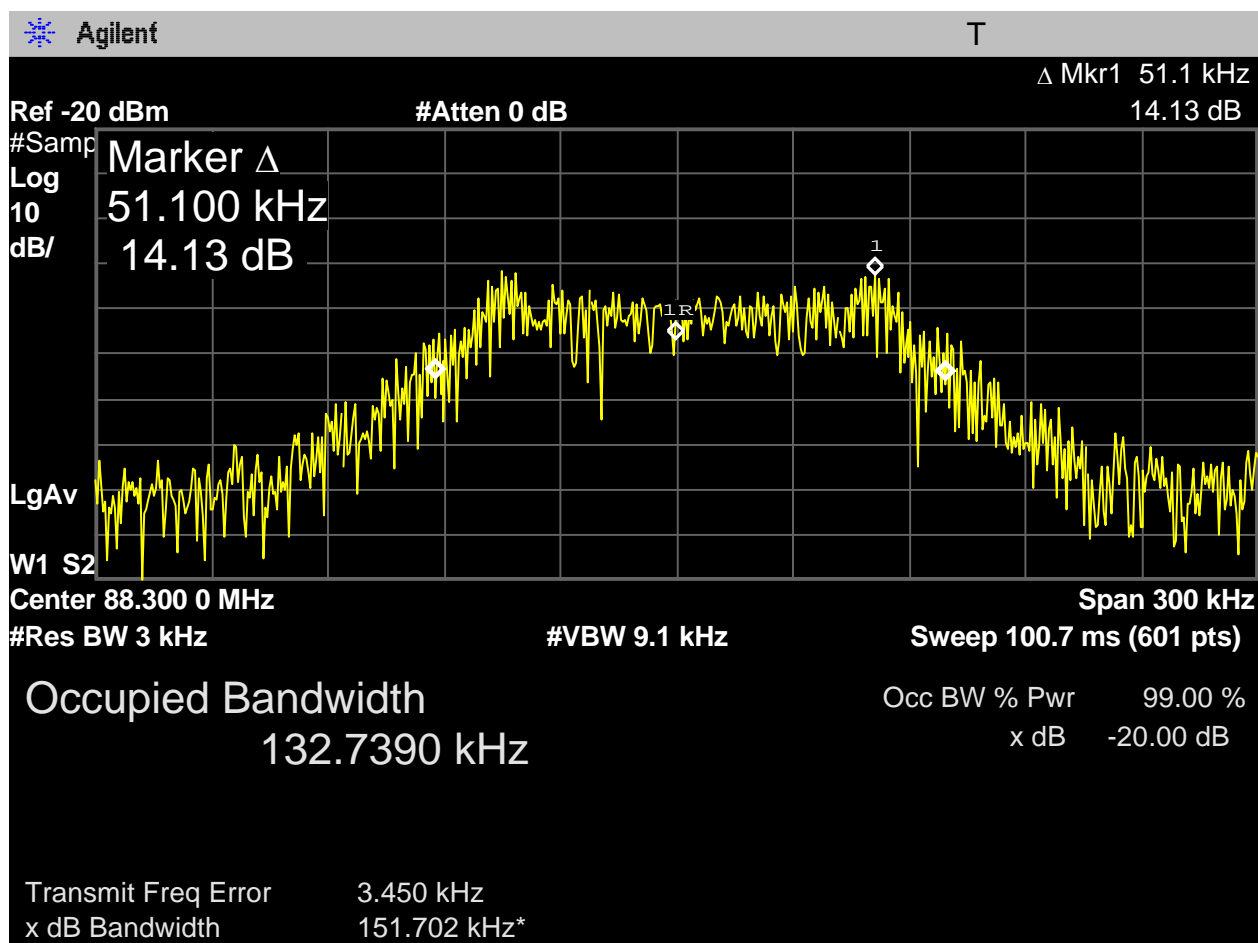 Agilent T
Δ Mkr1 51.1 kHz
Ref -20 dBm #Atten 0 dB 14.13 dB
#Samp
Log
10
dB/
Marker Δ
51.100 kHz
14.13 dB
1
1R
LgAv
W1 S2
Center 88.300 0 MHz Span 300 kHz
#Res BW 3 kHz #VBW 9.1 kHz Sweep 100.7 ms (601 pts)
Occupied Bandwidth Occ BW % Pwr 99.00 %
132.7390 kHz x dB -20.00 dB
Transmit Freq Error 3.450 kHz
x dB Bandwidth 151.702 kHz*